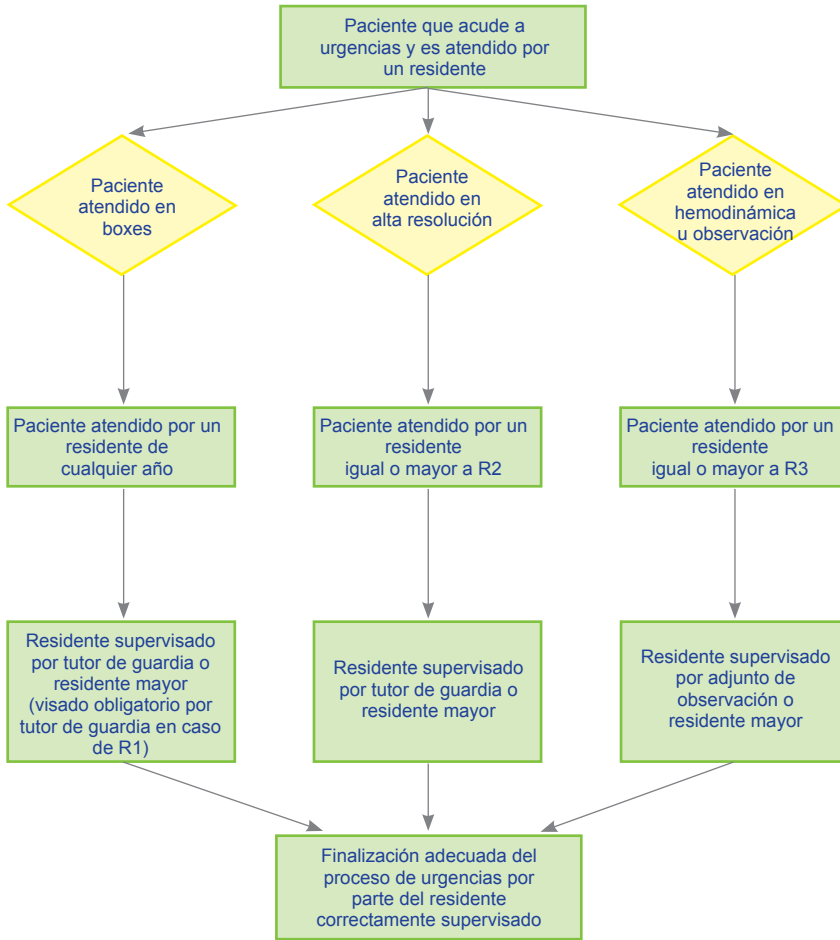 Paciente que acude a
urgencias y es atendido por
un residente
Paciente
atendido en
boxes
Paciente
atendido en
alta resolución
Paciente
atendido en
hemodinámica
u observación
Paciente atendido por un
residente de
cualquier año
Paciente atendido por un
residente
igual o mayor a R2
Paciente atendido por un
residente
igual o mayor a R3
Residente supervisado
por tutor de guardia o
residente mayor
(visado obligatorio por
tutor de guardia en caso
de R1)
Residente supervisado
por tutor de guardia o
residente mayor
Residente supervisado
por adjunto de
observación o
residente mayor
Finalización adecuada del
proceso de urgencias por
parte del residente
correctamente supervisado